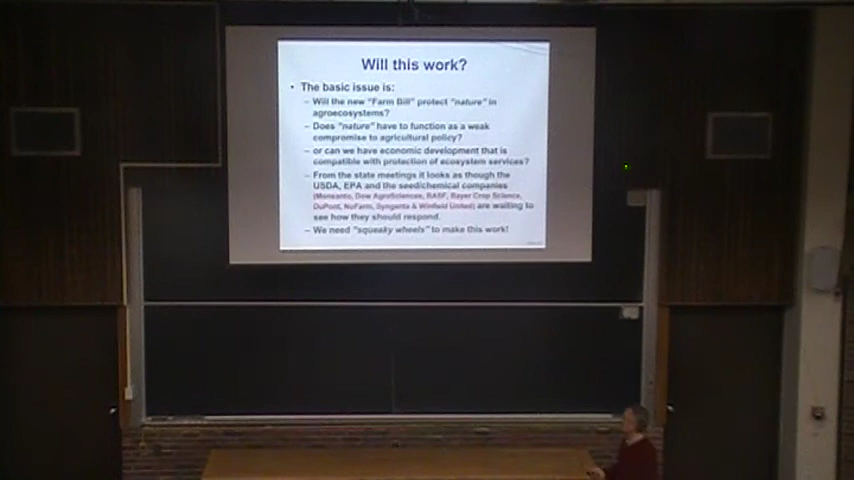 Will this work?
• The basic issue is:
– Will the new "Farm Bill" protect "nature" in
agroecosystems?
– Does "nature" have to function as a weak
compromise to agricultural policy?
– or can we have economic development that is
compatible with protection of ecosystem services?
– From the state meetings it looks as though the
USDA, EPA and the seed/chemical companies
(Monsanto, Dow AgroSciences, BASF, Bayer Crop Science,
DuPont, NuFarm, Syngenta & Winfield United) are waiting to
see how they should respond.
– We need "squeaky wheels" to make this work!